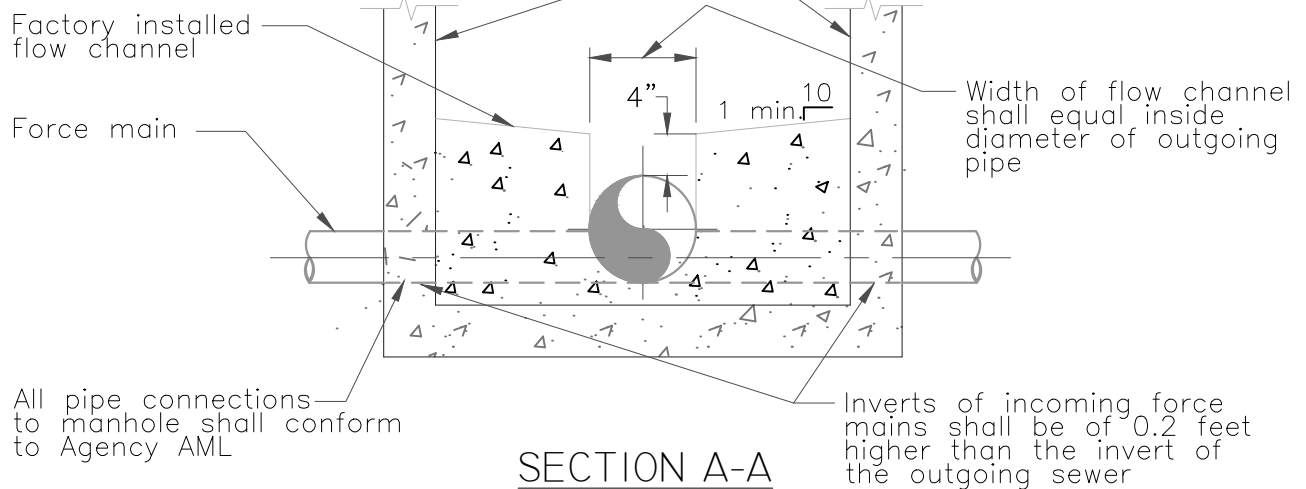 Factory installed
flow channel
Force main
4”
1 min.
10
Width of flow channel
shall equal inside
diameter of outgoing
pipe
All pipe connections
to manhole shall conform
to Agency AML
Inverts of incoming force
mains shall be of 0.2 feet
higher than the invert of
the outgoing sewer
SECTION A-A